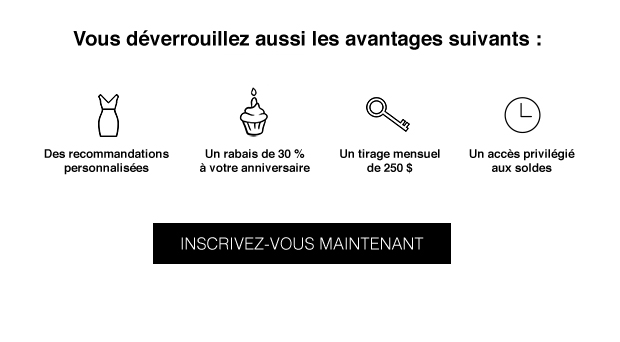 Vous déverrouillez aussi les avantages suivants :
Des recommandations
personnalisées
Un rabais de 30 %
à votre anniversaire
Un tirage mensuel
de 250 $
Un accès privilégié
aux soldes
INSCRIVEZ-VOUS MAINTENANT